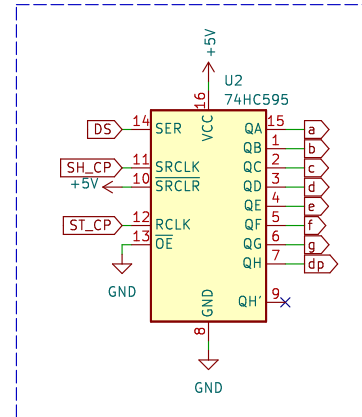 +5V
U2
74HC595
16
VCC
DS 14 SER QA 15 a
QB 1 b
SH_CP 11 SRCLK QC 2 c
+5V 10 SRCLR QD 3 d
QE 4 e
ST_CP 12 RCLK QF 5 f
13 OE QG 6 g
QH 7 dp
GND
QH' 9
GND
8
GND